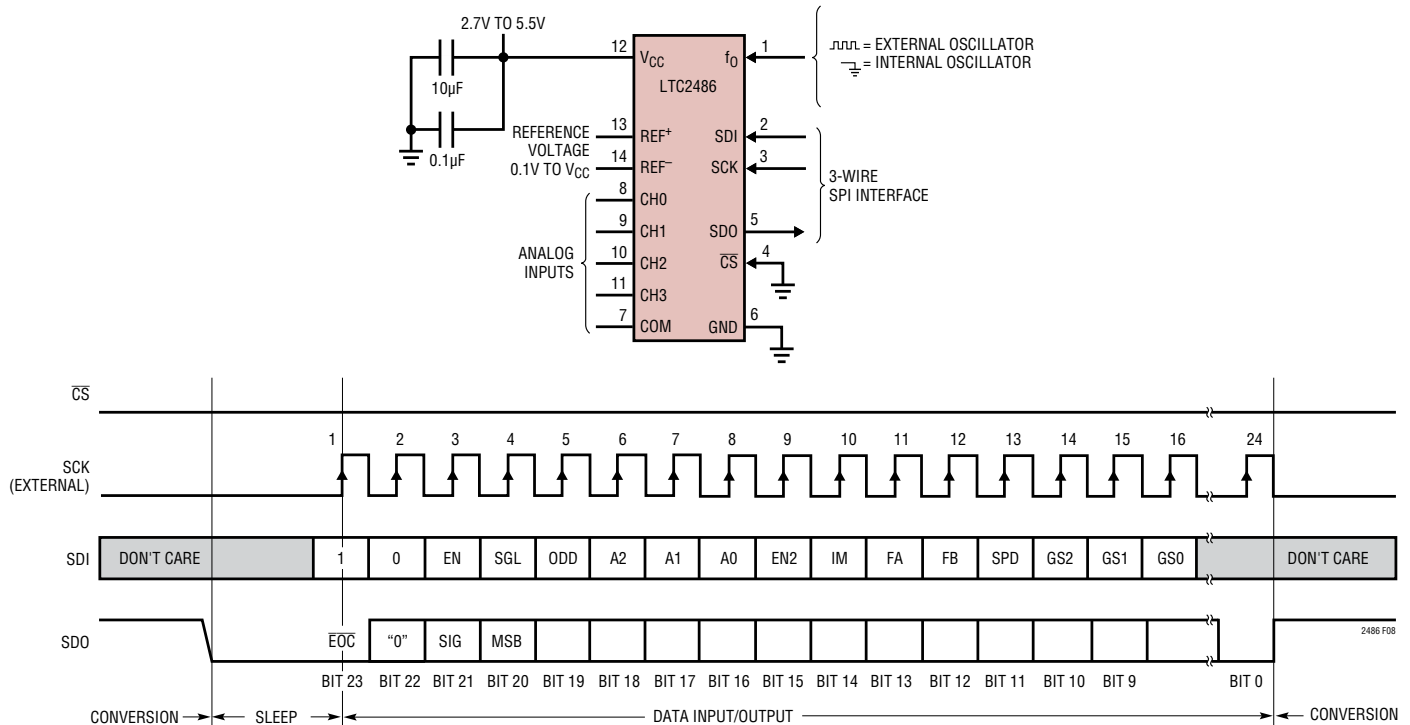 2.7V TO 5.5V
10µF
0.1µF
REFERENCE
VOLTAGE
0.1V TO VCC
ANALOG
INPUTS
12
13
14
8
9
10
11
7
VCC
REF+
REF–
CH0
CH1
CH2
CH3
COM
LTC2486
fO
SDI
SCK
SDO
CS
GND
1
2
3
5
4
6
= EXTERNAL OSCILLATOR
= INTERNAL OSCILLATOR
3-WIRE
SPI INTERFACE
CS
SCK
(EXTERNAL)
1 2 3 4 5 6 7 8 9 10 11 12 13 14 15 16 24
SDI DON'T CARE 1 0 EN SGL ODD A2 A1 A0 EN2 IM FA FB SPD GS2 GS1 GS0 DON'T CARE
SDO EOC "0" SIG MSB
2486 F08
BIT 23 BIT 22 BIT 21 BIT 20 BIT 19 BIT 18 BIT 17 BIT 16 BIT 15 BIT 14 BIT 13 BIT 12 BIT 11 BIT 10 BIT 9 BIT 0
CONVERSION SLEEP DATA INPUT/OUTPUT CONVERSION